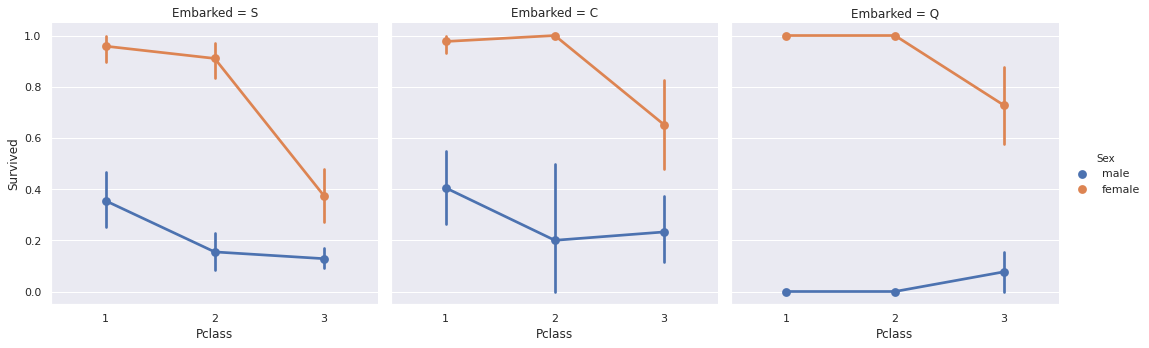 Embarked = S
Embarked = C
Embarked = Q
1.0
0.8
0.6
0.4
0.2
0.0
Survived
1 2 3
Pclass
1 2 3
Pclass
1 2 3
Pclass
Sex
male
female